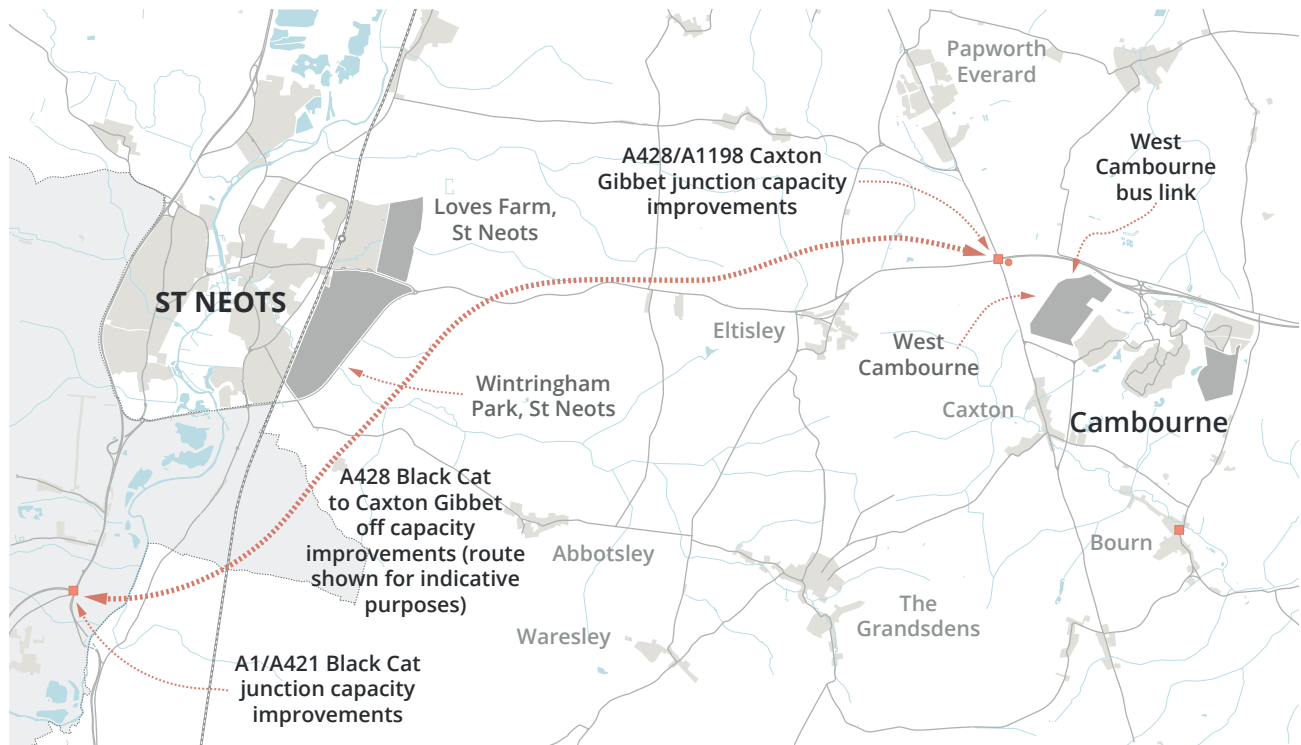 Papworth
Everard
A428/A1198 Caxton
Gibbet junction capacity
improvements
West
Cambourne
bus link
Loves Farm,
St Neots
ST NEOTS
Eltisley
West
Cambourne
Wintringham
Park, St Neots
Caxton
Cambourne
A428 Black Cat
to Caxton Gibbet
off capacity
improvements (route
shown for indicative
purposes)
Abbotsley
Bourn
The
Grandsdens
Waresley
A1/A421 Black Cat
junction capacity
improvements